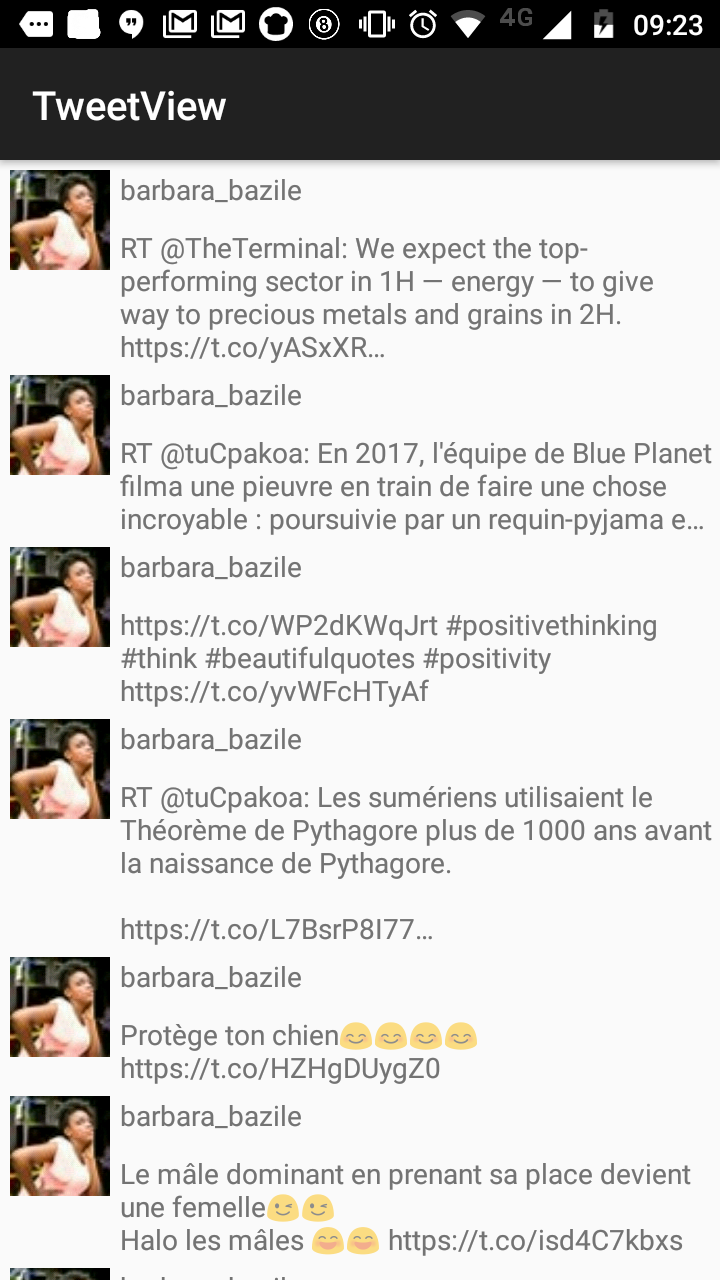 4G 09:23
TweetView
barbara_bazile
RT @TheTerminal: We expect the top-
performing sector in 1H — energy — to give
way to precious metals and grains in 2H.
https://t.co/yASxXR…
barbara_bazile
RT @tuCpakoa: En 2017, l'équipe de Blue Planet
filma une pieuvre en train de faire une chose
incroyable : poursuivie par un requin-pyjama e…
barbara_bazile
https://t.co/WP2dKWqJrt #positivethinking
#think #beautifulquotes #positivity
https://t.co/yvWFcHTyAf
barbara_bazile
RT @tuCpakoa: Les sumériens utilisaient le
Théorème de Pythagore plus de 1000 ans avant
la naissance de Pythagore.
https://t.co/L7BsrP8I77…
barbara_bazile
Protège ton chien😊😊😊😊
https://t.co/HZHgDUygZ0
barbara_bazile
Le mâle dominant en prenant sa place devient
une femelle😉😉
Halo les mâles 😄😄 https://t.co/isd4C7kbxs